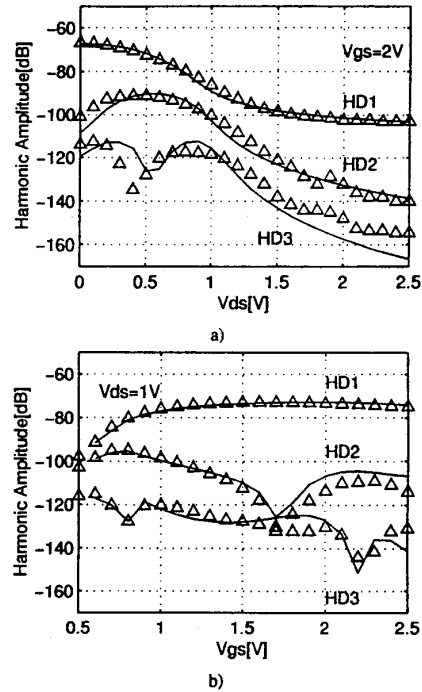 a)
Harmonic Amplitude[dB]
−60
−80
−100
−120
−140
−160
Vgs=2V
HD1
HD2
HD3
0
0.5
1
1.5
2
2.5
Vds[V]
a)
Harmonic Amplitude[dB]
−60
−80
−100
−120
−140
−160
−170
Vds=1V
HD1
HD2
HD3
0.5
1
1.5
2
2.5
Vgs[V]
b)